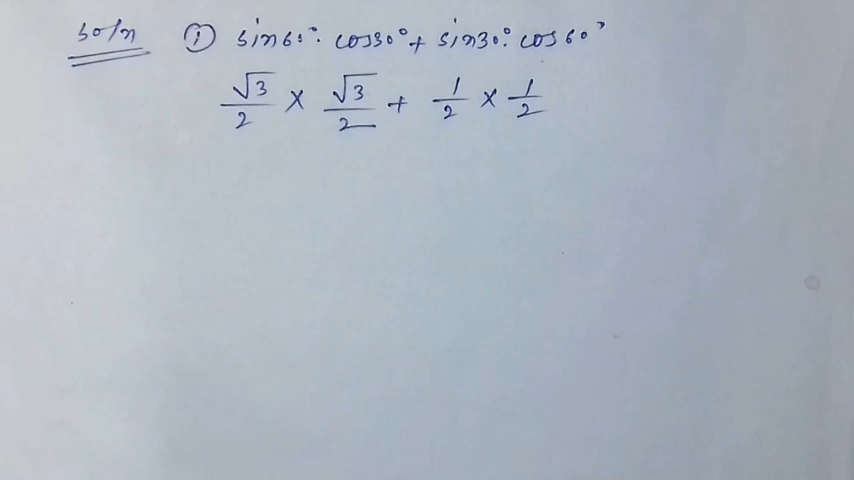 Soln ① sin60°. cos30° + sin30°. cos60°
√3/2 × √3/2 + 1/2 × 1/2